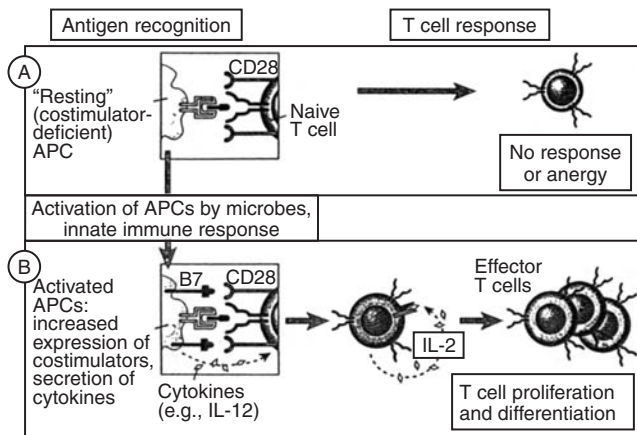 Antigen recognition
T cell response
A
"Resting"
(costimulator-
deficient)
APC
CD28
Naive
T cell
No response
or anergy
Activation of APCs by microbes,
innate immune response
B
Activated
APCs:
increased
expression of
costimulators,
secretion of
cytokines
B7
CD28
Cytokines
(e.g., IL-12)
IL-2
Effector
T cells
T cell proliferation
and differentiation